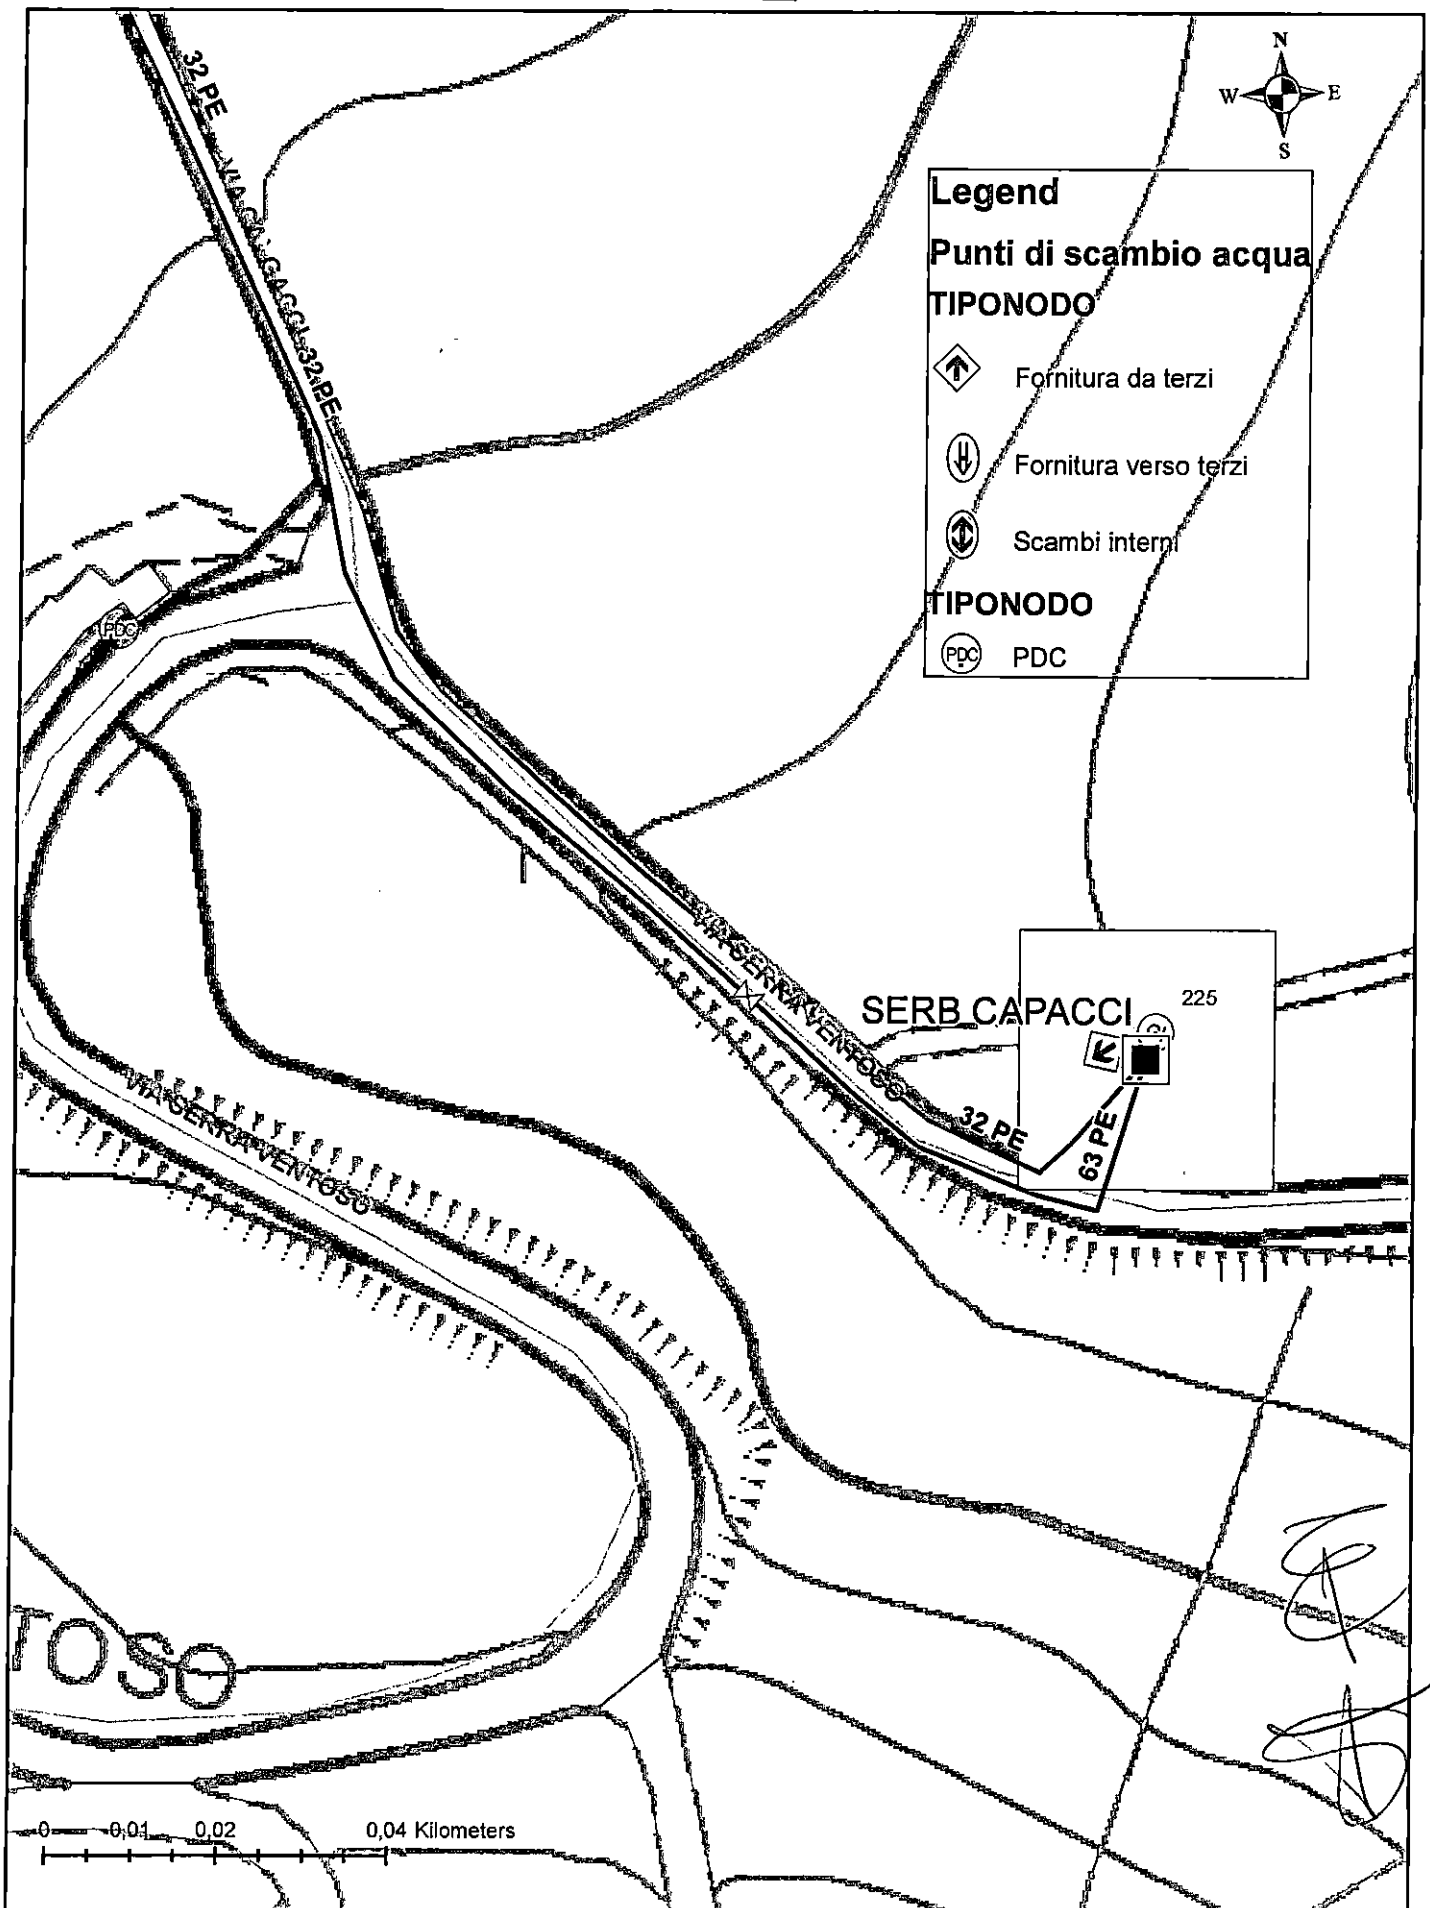 N
W E
S
32 PE
32 PE
Legend
Punti di scambio acqua
TIPONODO
Fornitura da terzi
Fornitura verso terzi
Scambi interni
TIPONODO
PDC PDC
PDC
VIA SERRA VENTOSO
SERB CAPACCI
225
32 PE
63 PE
VIA SERRA VENTOSO
TOSO
0 0,01 0,02 0,04 Kilometers